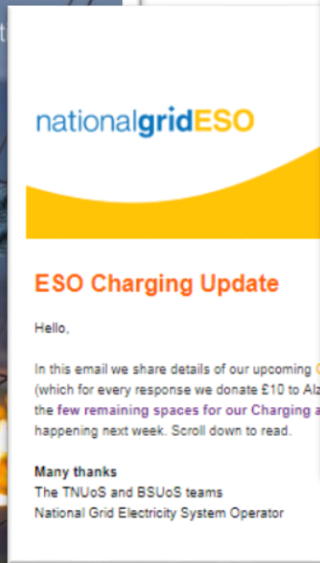 nationalgridESO
ESO Charging Update
Hello,
In this email we share details of our upcoming
(which for every response we donate £10 to Alz
the few remaining spaces for our Charging a
happening next week. Scroll down to read.
Many thanks
The TNUoS and BSUoS teams
National Grid Electricity System Operator